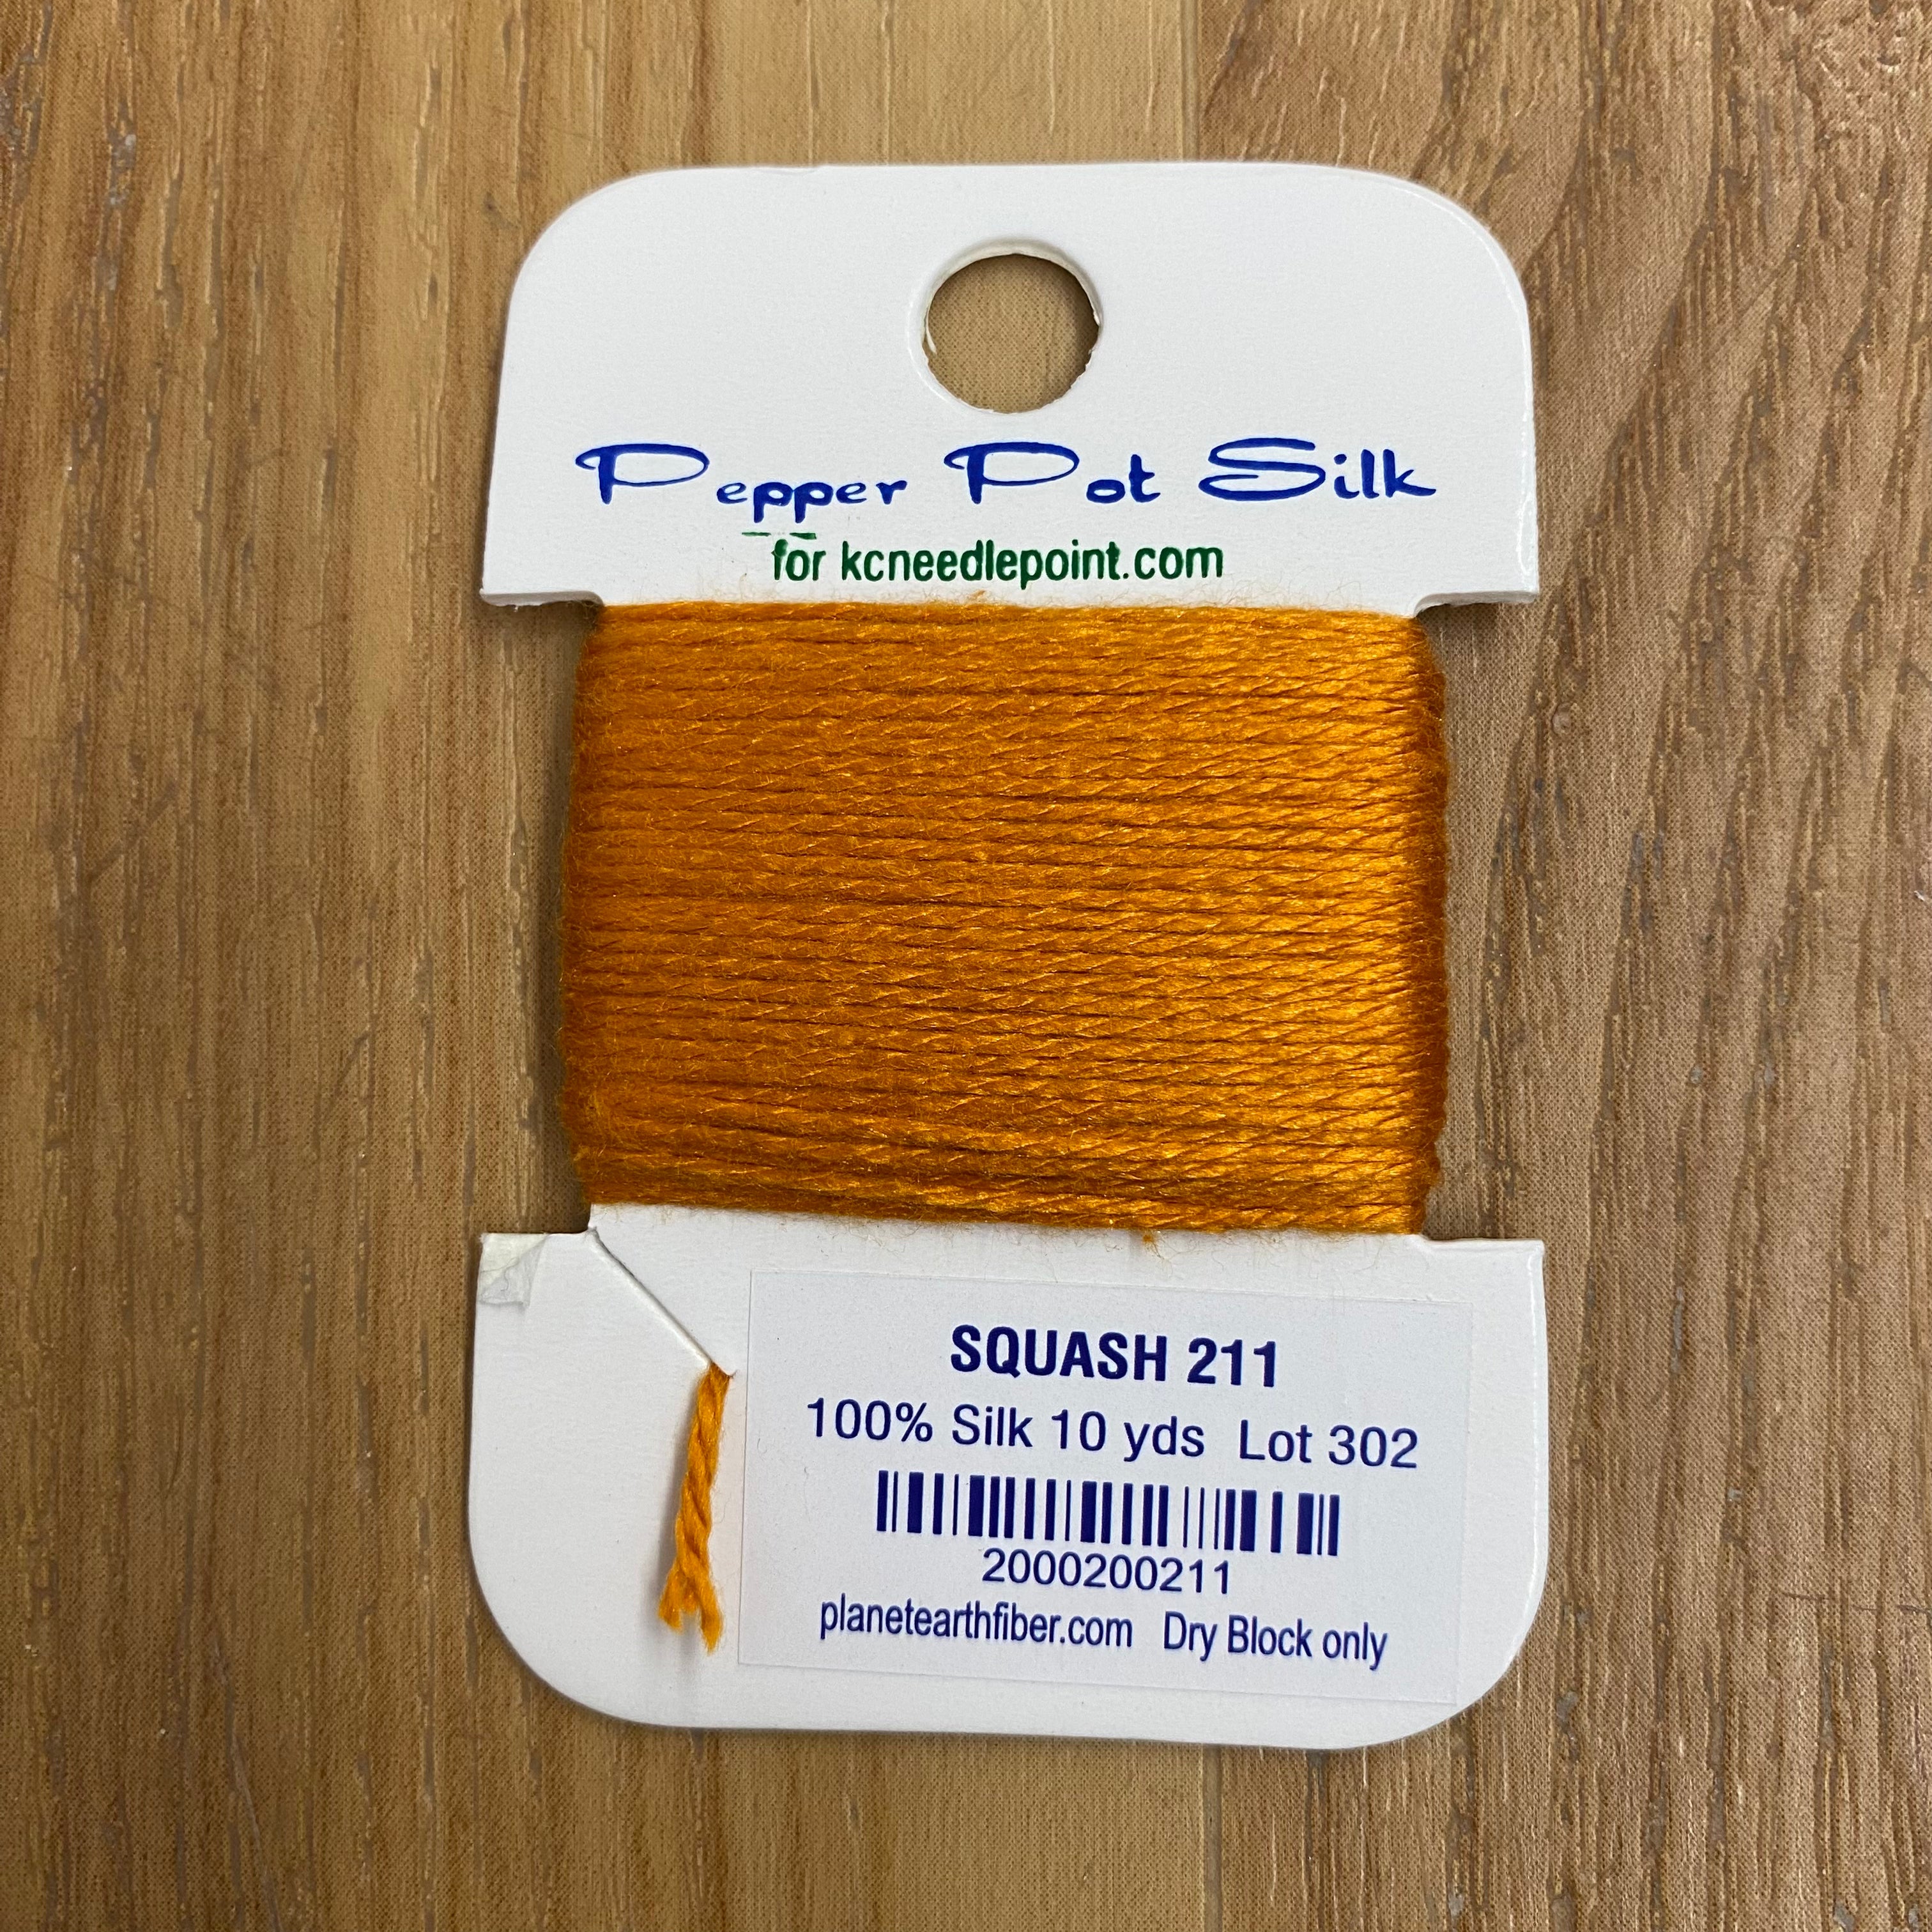 Pepper Pot Silk
for kcneedlepoint.com
SQUASH 211
100% Silk 10 yds Lot 302
2000200211
planetearthfiber.com Dry Block only